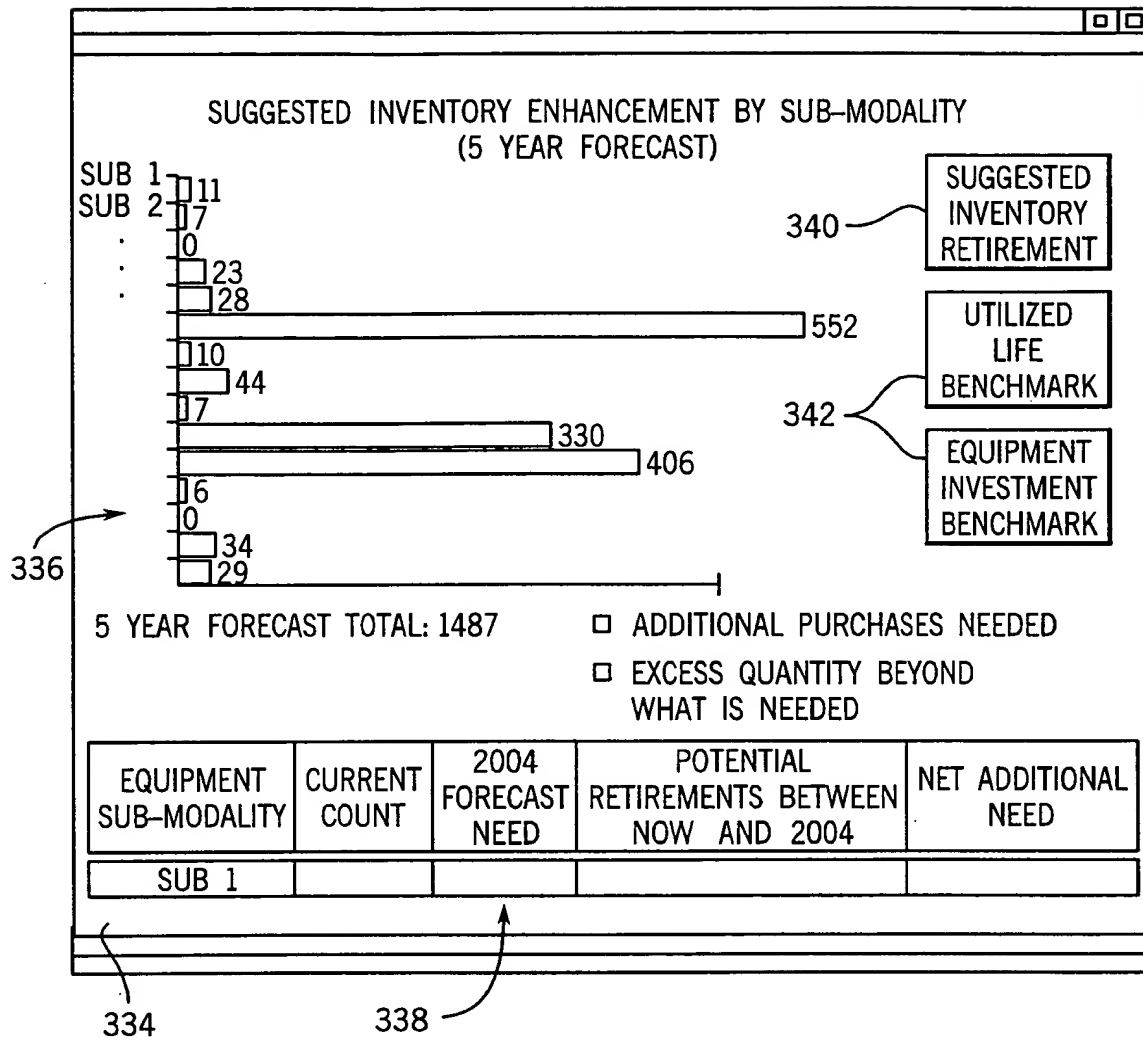 SUGGESTED INVENTORY ENHANCEMENT BY SUB-MODALITY
(5 YEAR FORECAST)
SUB 1
11
SUB 2
7
0
23
28
552
10
44
7
330
406
6
0
34
29
336
340
SUGGESTED
INVENTORY
RETIREMENT
342
UTILIZED
LIFE
BENCHMARK
EQUIPMENT
INVESTMENT
BENCHMARK
5 YEAR FORECAST TOTAL: 1487
ADDITIONAL PURCHASES NEEDED
EXCESS QUANTITY BEYOND
WHAT IS NEEDED
EQUIPMENT
SUB-MODALITY
CURRENT
COUNT
2004
FORECAST
NEED
POTENTIAL
RETIREMENTS BETWEEN
NOW AND 2004
NET ADDITIONAL
NEED
SUB 1
334
338